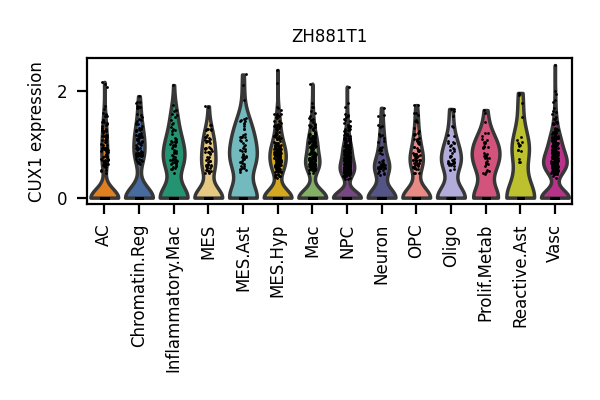 ZH881T1
CUX1 expression
2
0
AC
Chromatin.Reg
Inflammatory.Mac
MES
MES.Ast
MES.Hyp
Mac
NPC
Neuron
OPC
Oligo
Prolif.Metab
Reactive.Ast
Vasc